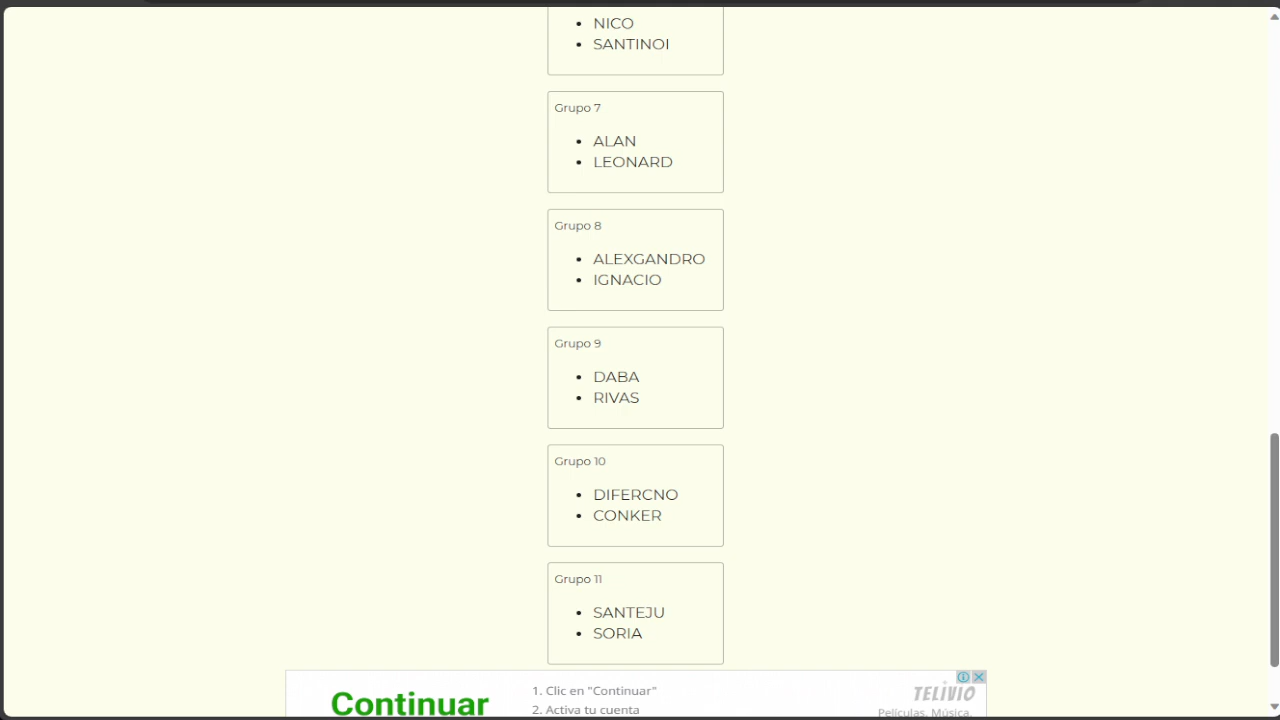 NICO
SANTINOI
Grupo 7
ALAN
LEONARD
Grupo 8
ALEXGANDRO
IGNACIO
Grupo 9
DABA
RIVAS
Grupo 10
DIFERCNO
CONKER
Grupo 11
SANTEJU
SORIA
Continuar
1. Clic en "Continuar"
2. Activa tu cuenta
TELIVIO
Películas, Música,